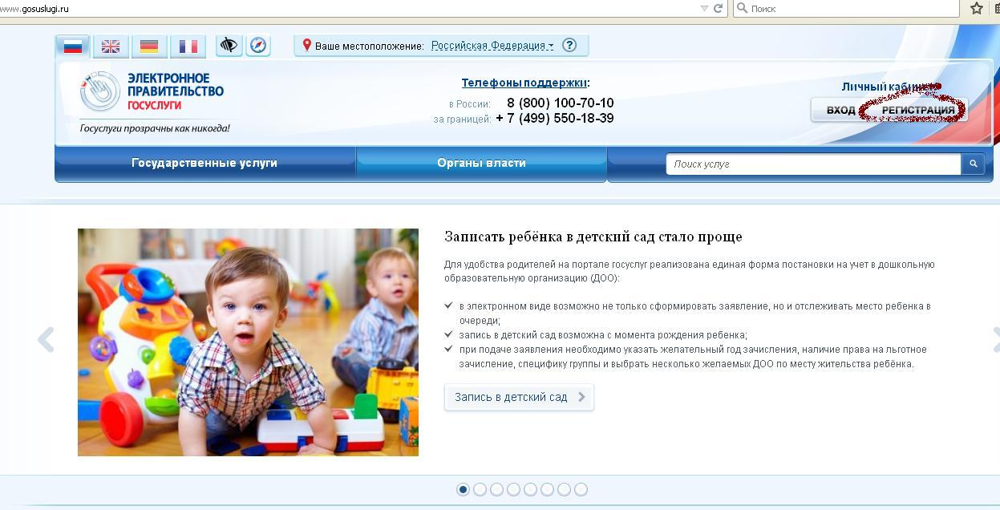 www.gosuslugi.ru
Поиск
Ваше местоположение: Российская Федерация
?
ЭЛЕКТРОННОЕ
ПРАВИТЕЛЬСТВО
ГОСУСЛУГИ
Госуслуги прозрачны как никогда!
Телефоны поддержки:
в России: 8 (800) 100-70-10
за границей: + 7 (499) 550-18-39
Личный кабинет
ВХОД РЕГИСТРАЦИЯ
Государственные услуги
Органы власти
Поиск услуг
Записать ребёнка в детский сад стало проще
Для удобства родителей на портале госуслуг реализована единая форма постановки на учет в дошкольную
образовательную организацию (ДОО):
в электронном виде возможно не только сформировать заявление, но и отслеживать место ребенка в
очереди;
запись в детский сад возможна с момента рождения ребенка;
при подаче заявления необходимо указать желательный год зачисления, наличие права на льготное
зачисление, специфику группы и выбрать несколько желаемых ДОО по месту жительства ребёнка.
Запись в детский сад